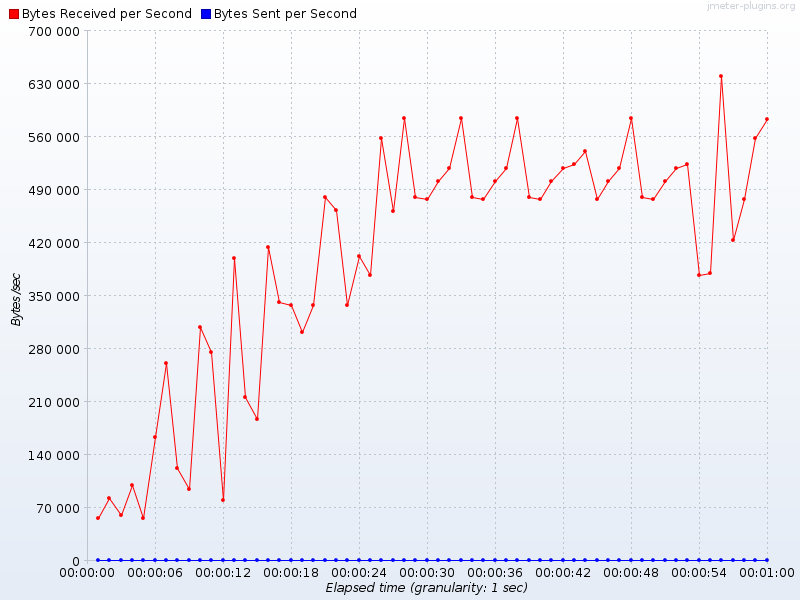 Bytes Received per Second Bytes Sent per Second
jmeter-plugins.org
700 000
630 000
560 000
490 000
420 000
350 000
280 000
210 000
140 000
70 000
0
Bytes /sec
00:00:00 00:00:06 00:00:12 00:00:18 00:00:24 00:00:30 00:00:36 00:00:42 00:00:48 00:00:54 00:01:00
Elapsed time (granularity: 1 sec)